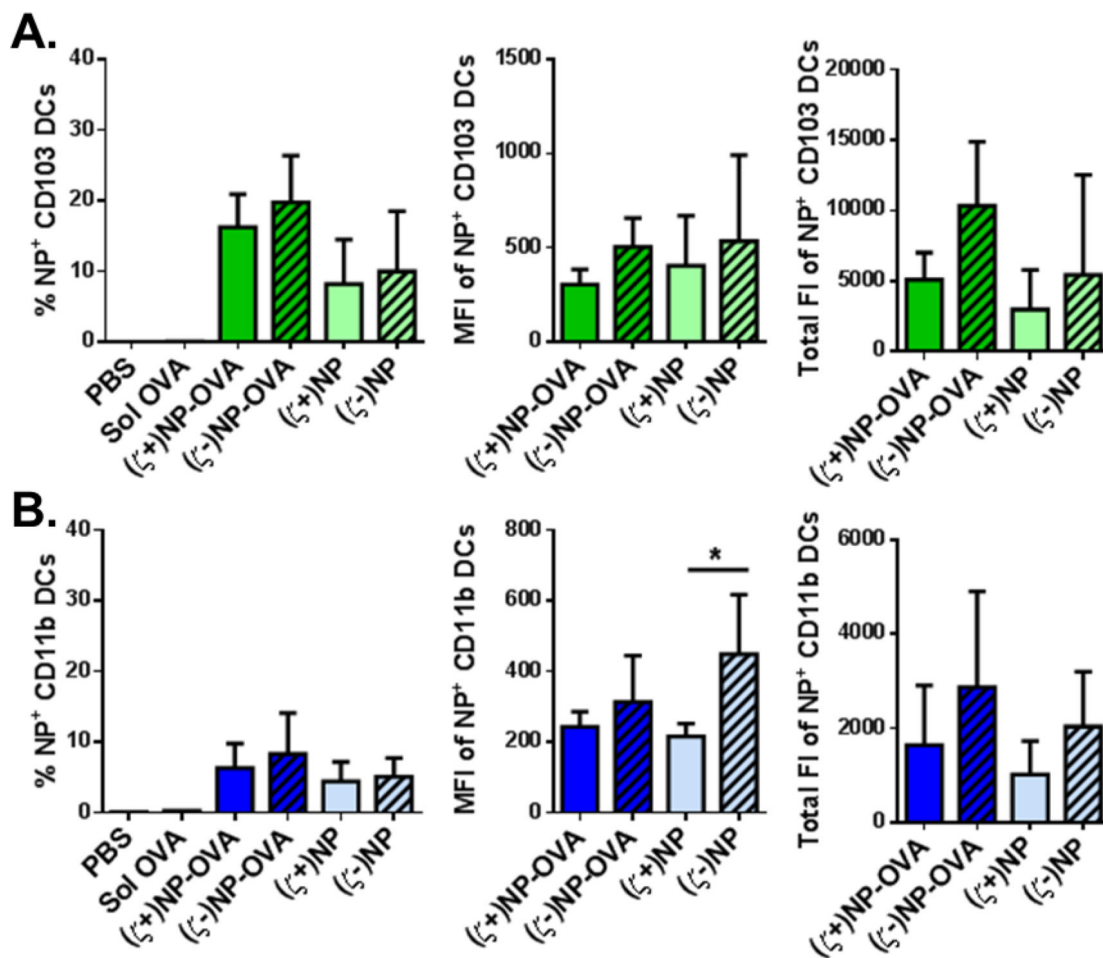 A.
% NP⁺ CD103 DCs
40
30
20
10
0
PBS
Sol OVA
(ζ+)NP-OVA
(ζ-)NP-OVA
(ζ+)NP
(ζ-)NP
MFI of NP⁺ CD103 DCs
1500
1000
500
0
(ζ+)NP-OVA
(ζ-)NP-OVA
(ζ+)NP
(ζ-)NP
Total FI of NP⁺ CD103 DCs
20000
15000
10000
5000
0
(ζ+)NP-OVA
(ζ-)NP-OVA
(ζ+)NP
(ζ-)NP
B.
% NP⁺ CD11b DCs
40
30
20
10
0
PBS
Sol OVA
(ζ+)NP-OVA
(ζ-)NP-OVA
(ζ+)NP
(ζ-)NP
MFI of NP⁺ CD11b DCs
800
600
400
200
0
*
(ζ+)NP-OVA
(ζ-)NP-OVA
(ζ+)NP
(ζ-)NP
Total FI of NP⁺ CD11b DCs
6000
4000
2000
0
(ζ+)NP-OVA
(ζ-)NP-OVA
(ζ+)NP
(ζ-)NP